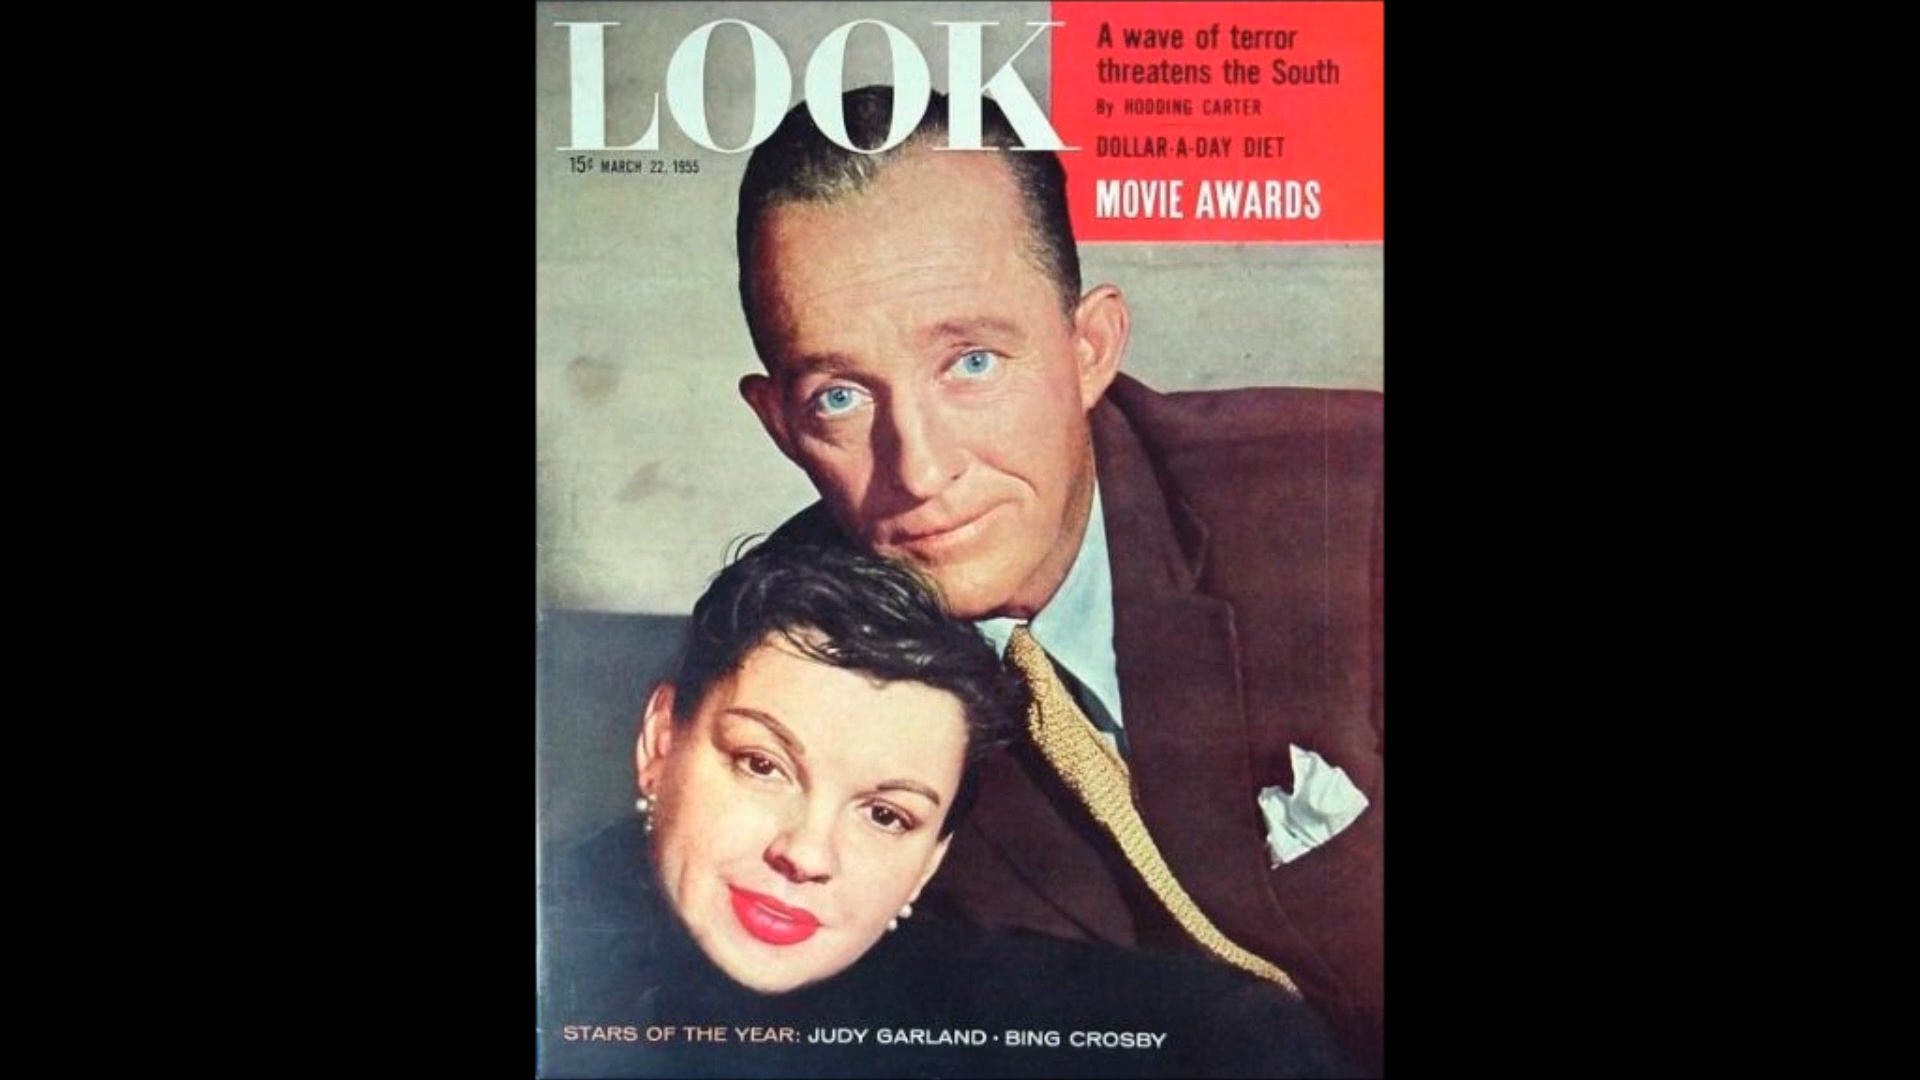 LOOK
15¢ MARCH 22, 1955
A wave of terror
threatens the South
By HODDING CARTER
DOLLAR-A-DAY DIET
MOVIE AWARDS
STARS OF THE YEAR: JUDY GARLAND • BING CROSBY